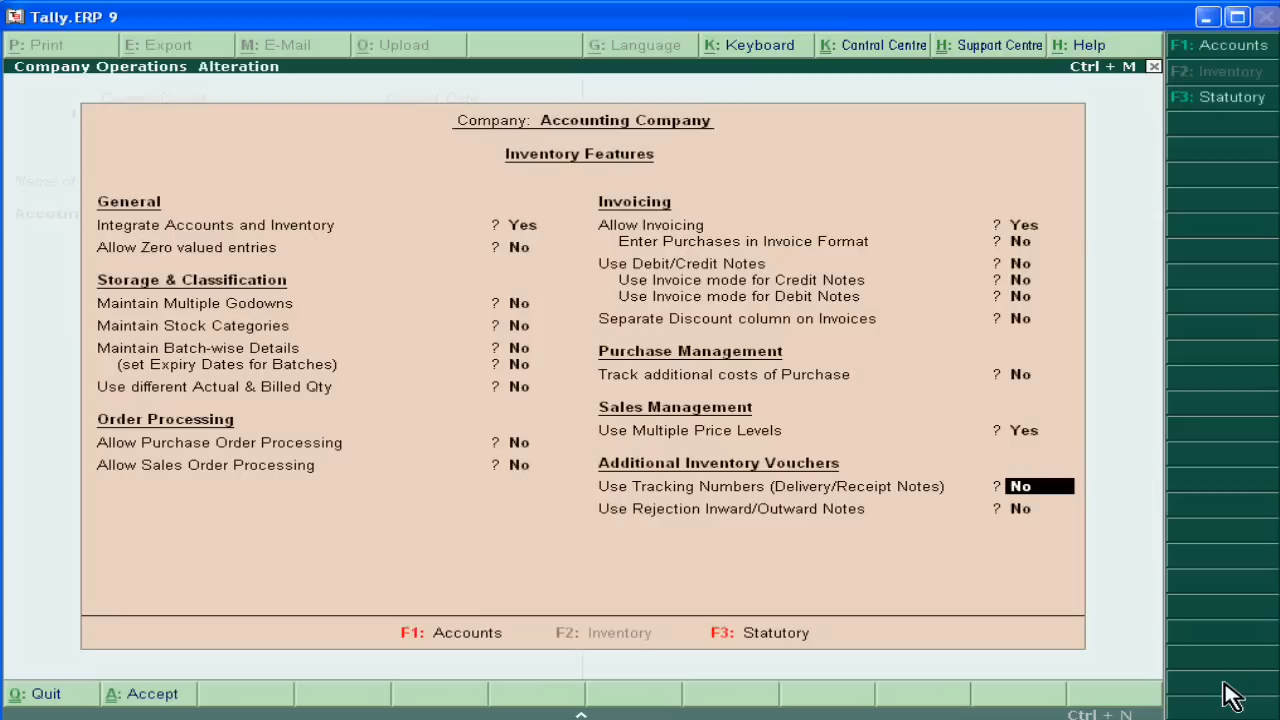 Tally.ERP 9
P: Print E: Export M: E-Mail O: Upload G: Language K: Keyboard K: Control Centre H: Support Centre H: Help
Company Operations Alteration Ctrl + M
F1: Accounts
F2: Inventory
F3: Statutory
Company: Accounting Company
Inventory Features
General
Integrate Accounts and Inventory ? Yes
Allow Zero valued entries ? No
Storage & Classification
Maintain Multiple Godowns ? No
Maintain Stock Categories ? No
Maintain Batch-wise Details ? No
(set Expiry Dates for Batches) ? No
Use different Actual & Billed Qty ? No
Order Processing
Allow Purchase Order Processing ? No
Allow Sales Order Processing ? No
Invoicing
Allow Invoicing ? Yes
Enter Purchases in Invoice Format ? No
Use Debit/Credit Notes ? No
Use Invoice mode for Credit Notes ? No
Use Invoice mode for Debit Notes ? No
Separate Discount column on Invoices ? No
Purchase Management
Track additional costs of Purchase ? No
Sales Management
Use Multiple Price Levels ? Yes
Additional Inventory Vouchers
Use Tracking Numbers (Delivery/Receipt Notes) ? No
Use Rejection Inward/Outward Notes ? No
F1: Accounts F2: Inventory F3: Statutory
Name of
Accoun
Q: Quit A: Accept
Ctrl + N